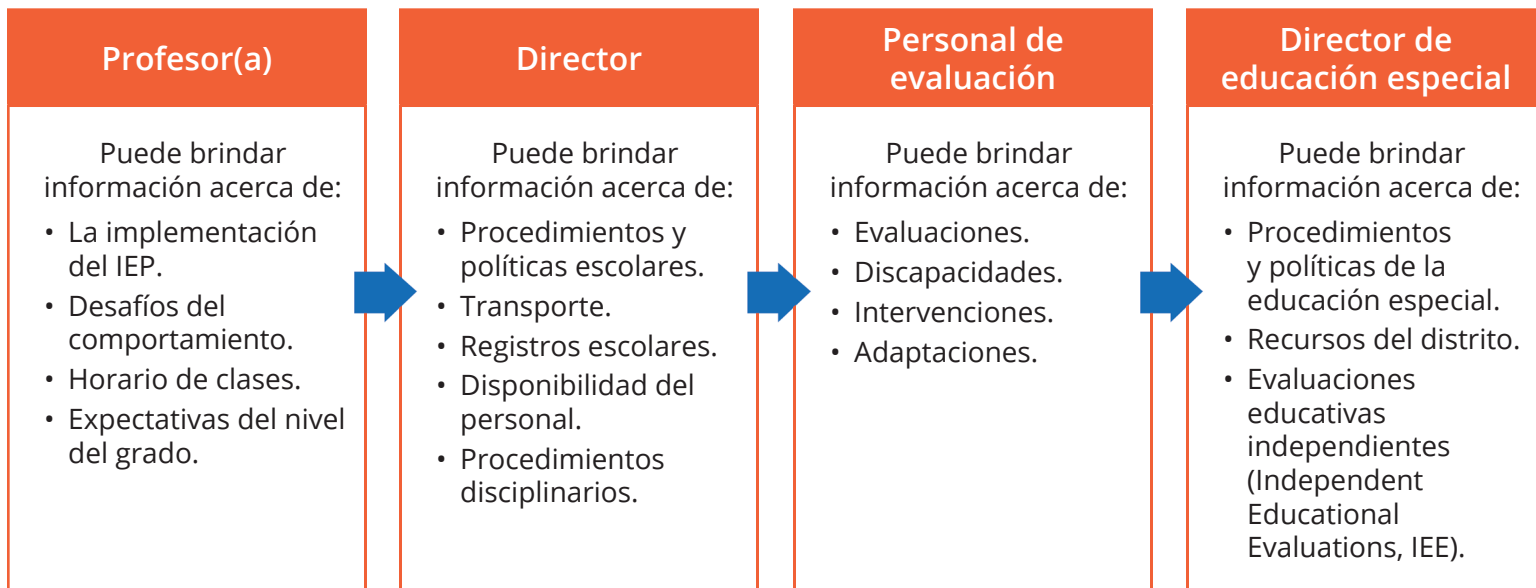 Profesor(a)
Puede brindar
información acerca de:
• La implementación
del IEP.
• Desafíos del
comportamiento.
• Horario de clases.
• Expectativas del nivel
del grado.
Director
Puede brindar
información acerca de:
• Procedimientos y
políticas escolares.
• Transporte.
• Registros escolares.
• Disponibilidad del
personal.
• Procedimientos
disciplinarios.
Personal de
evaluación
Puede brindar
información acerca de:
• Evaluaciones.
• Discapacidades.
• Intervenciones.
• Adaptaciones.
Director de
educación especial
Puede brindar
información acerca de:
• Procedimientos
y políticas de la
educación especial.
• Recursos del distrito.
• Evaluaciones
educativas
independientes
(Independent
Educational
Evaluations, IEE).